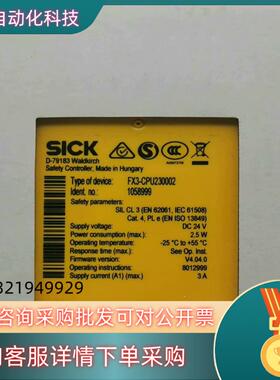 自动化科技
SICK
D-79183 Waldkirch
Safety Controller, Made in Hungary
Type of device: FX3-CPU230002
Ident. no.: 1058999
Safety parameters:
SIL CL 3 (EN 62061, IEC 61508)
Cat. 4, PL e (EN ISO 13849)
Supply voltage: DC 24 V
Power consumption (max.): 2.5 W
Operating temperature: -25 °C to +55 °C
Response time: See Op. Inst.
Firmware version: V4.04.0
Operating instructions: 8012999
Supply current (A1) (max.): 3 A
321949929
咨询采购批发可对公开票
客服详情下单采购